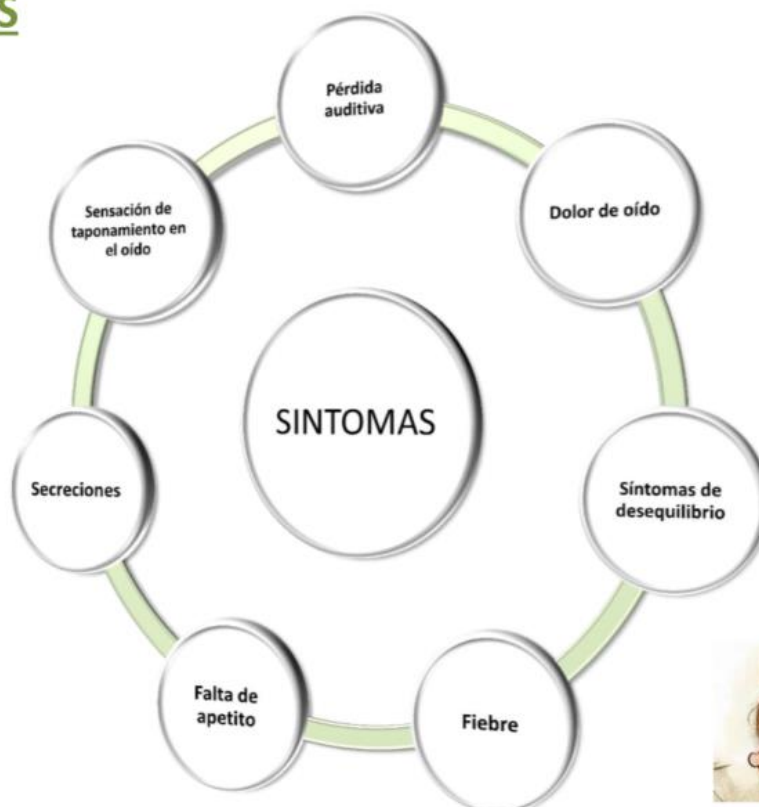 S
Pérdida
auditiva
Dolor de oído
Síntomas de
desequilibrio
Fiebre
Falta de
apetito
Secreciones
Sensación de
taponamiento en
el oído
SINTOMAS